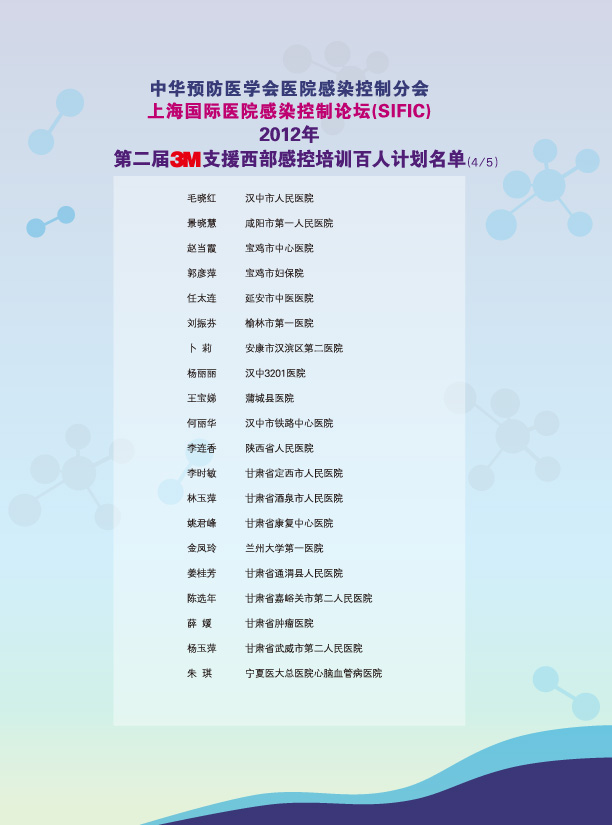 中华预防医学会医院感染控制分会
上海国际医院感染控制论坛(SIFIC)
2012年
第二届3M支援西部感控培训百人计划名单(4/5)
毛晓红 汉中市人民医院
景晓慧 咸阳市第一人民医院
赵当霞 宝鸡市中心医院
郭彦萍 宝鸡市妇保院
任太连 延安市中医医院
刘振芬 榆林市第一医院
卜 莉 安康市汉滨区第二医院
杨丽丽 汉中3201医院
王宝娣 蒲城县医院
何丽华 汉中市铁路中心医院
李连香 陕西省人民医院
李时敏 甘肃省定西市人民医院
林玉萍 甘肃省酒泉市人民医院
姚君峰 甘肃省康复中心医院
金凤玲 兰州大学第一医院
姜桂芳 甘肃省通渭县人民医院
陈选年 甘肃省嘉峪关市第二人民医院
薛 媛 甘肃省肿瘤医院
杨玉萍 甘肃省武威市第二人民医院
朱 琪 宁夏医大总医院心脑血管病医院